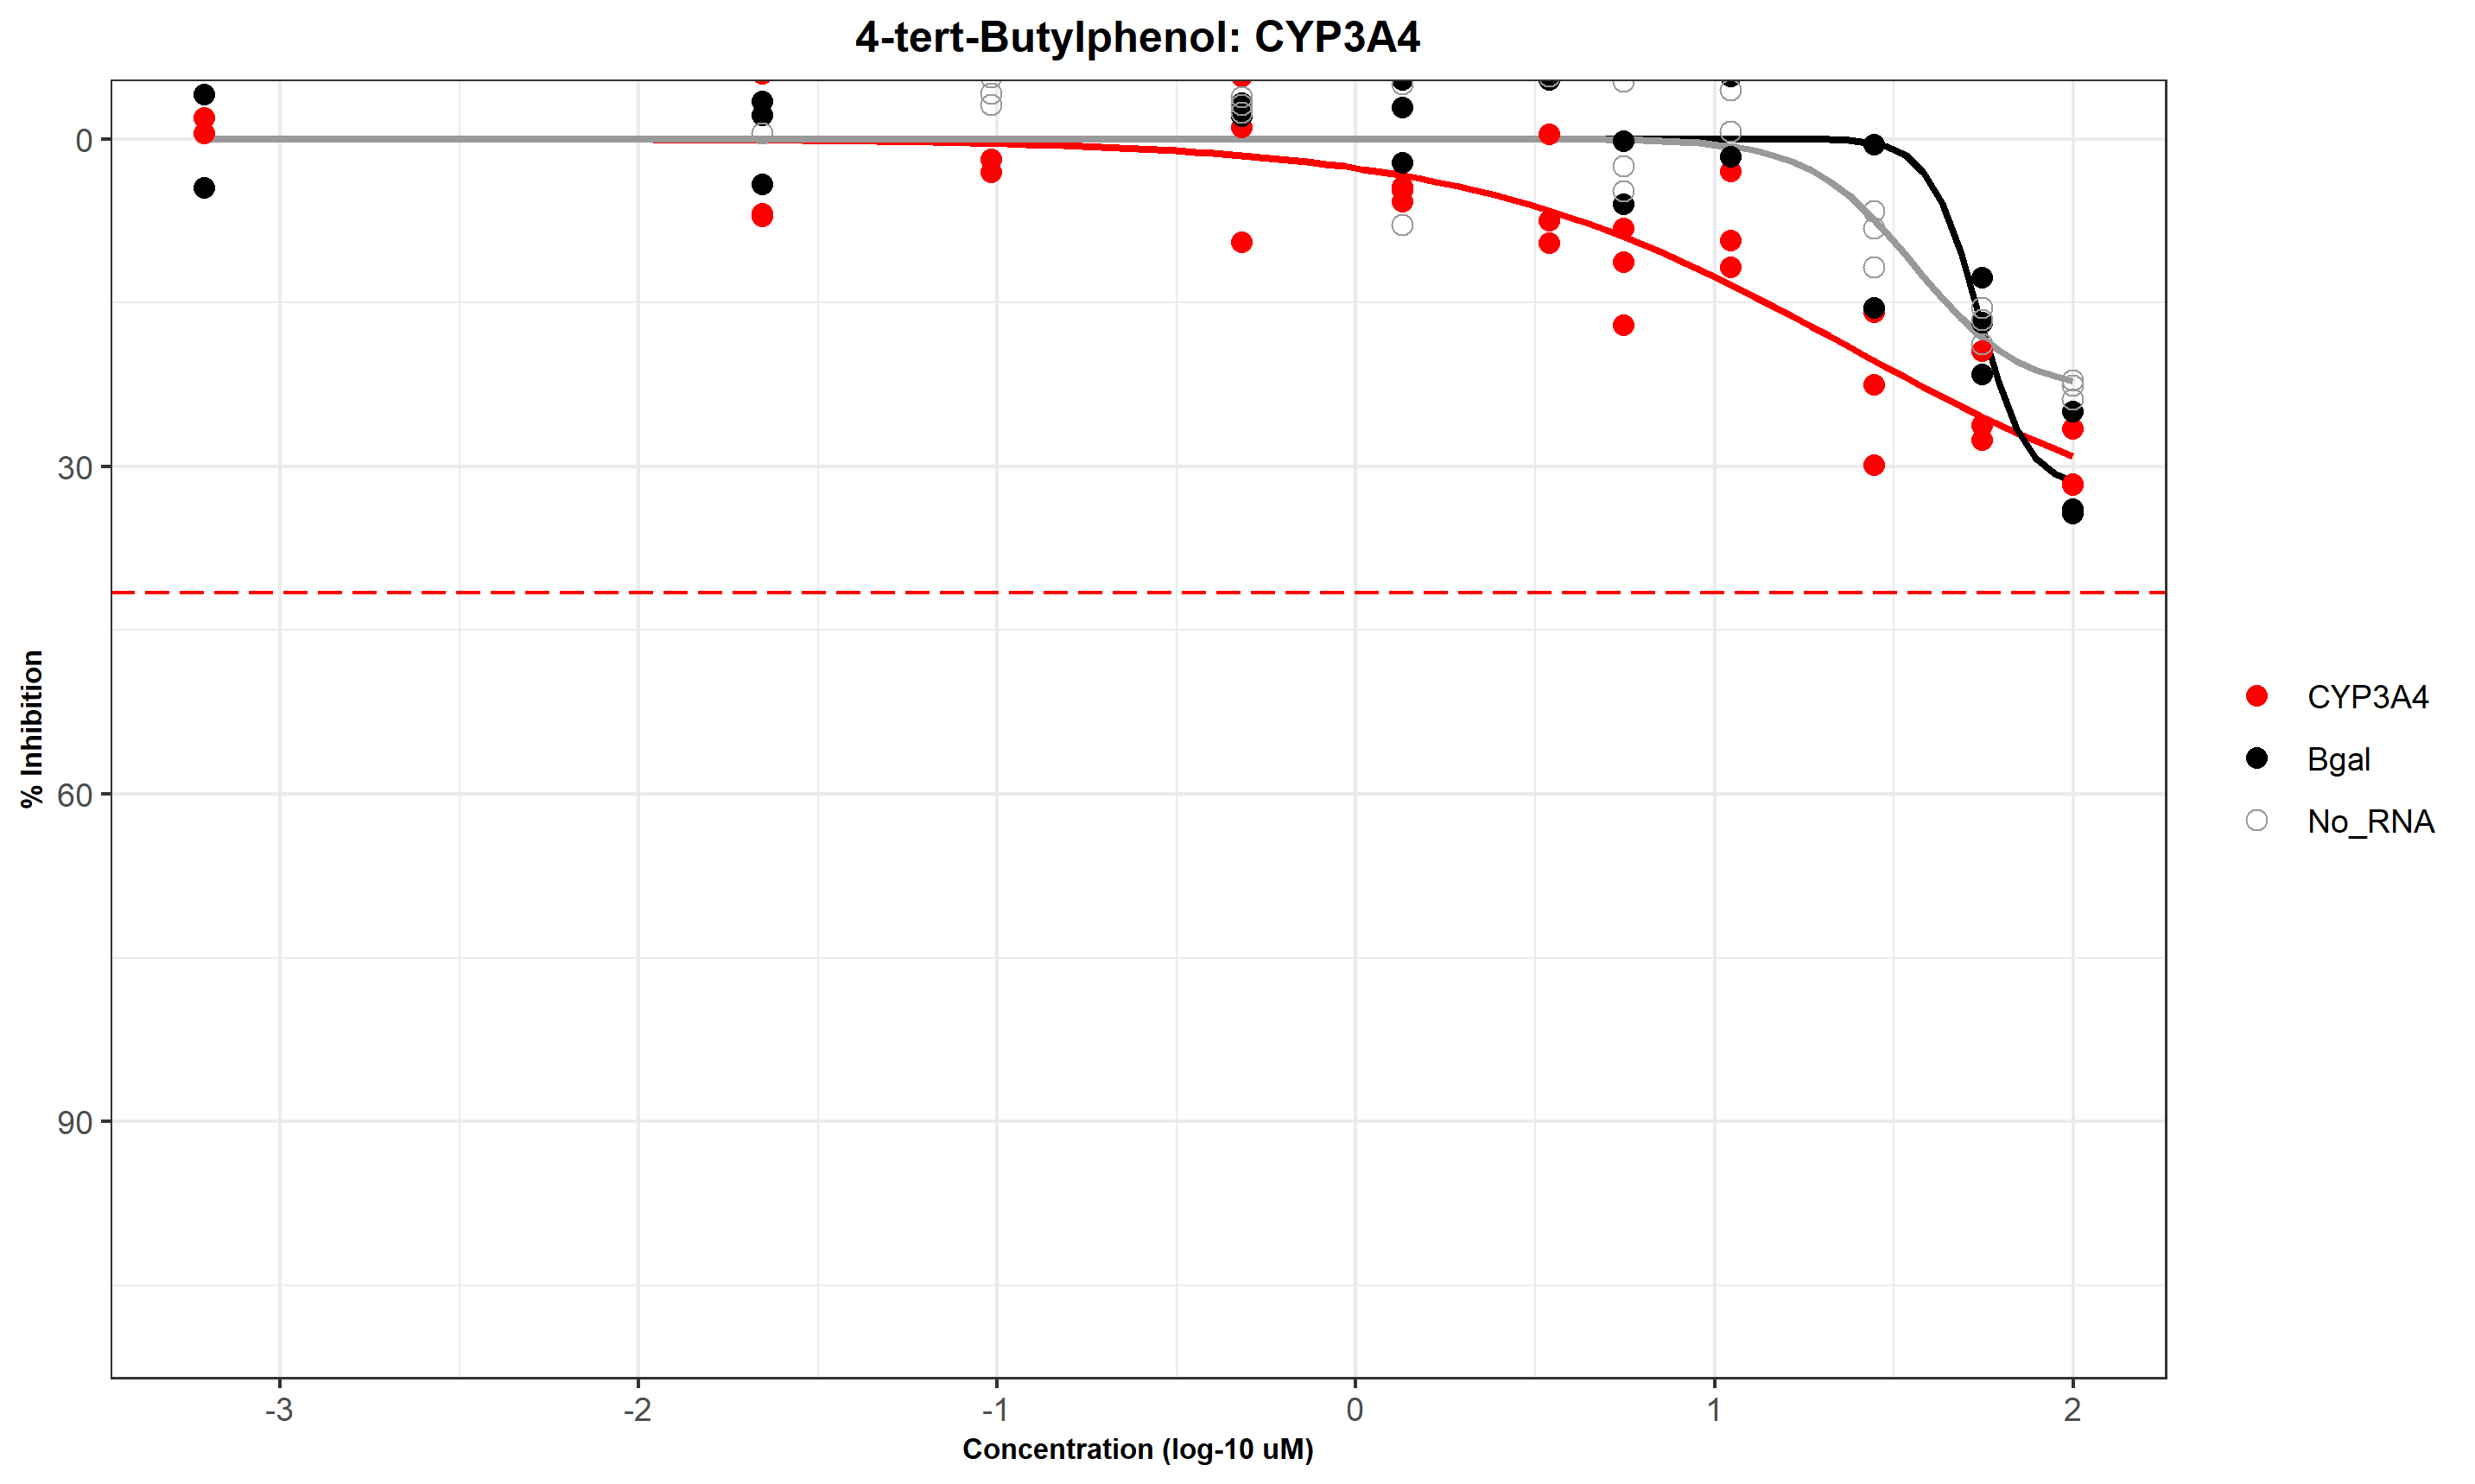 4-tert-Butylphenol: CYP3A4
0
30
60
90
% Inhibition
-3 -2 -1 0 1 2
Concentration (log-10 uM)
CYP3A4
Bgal
No_RNA